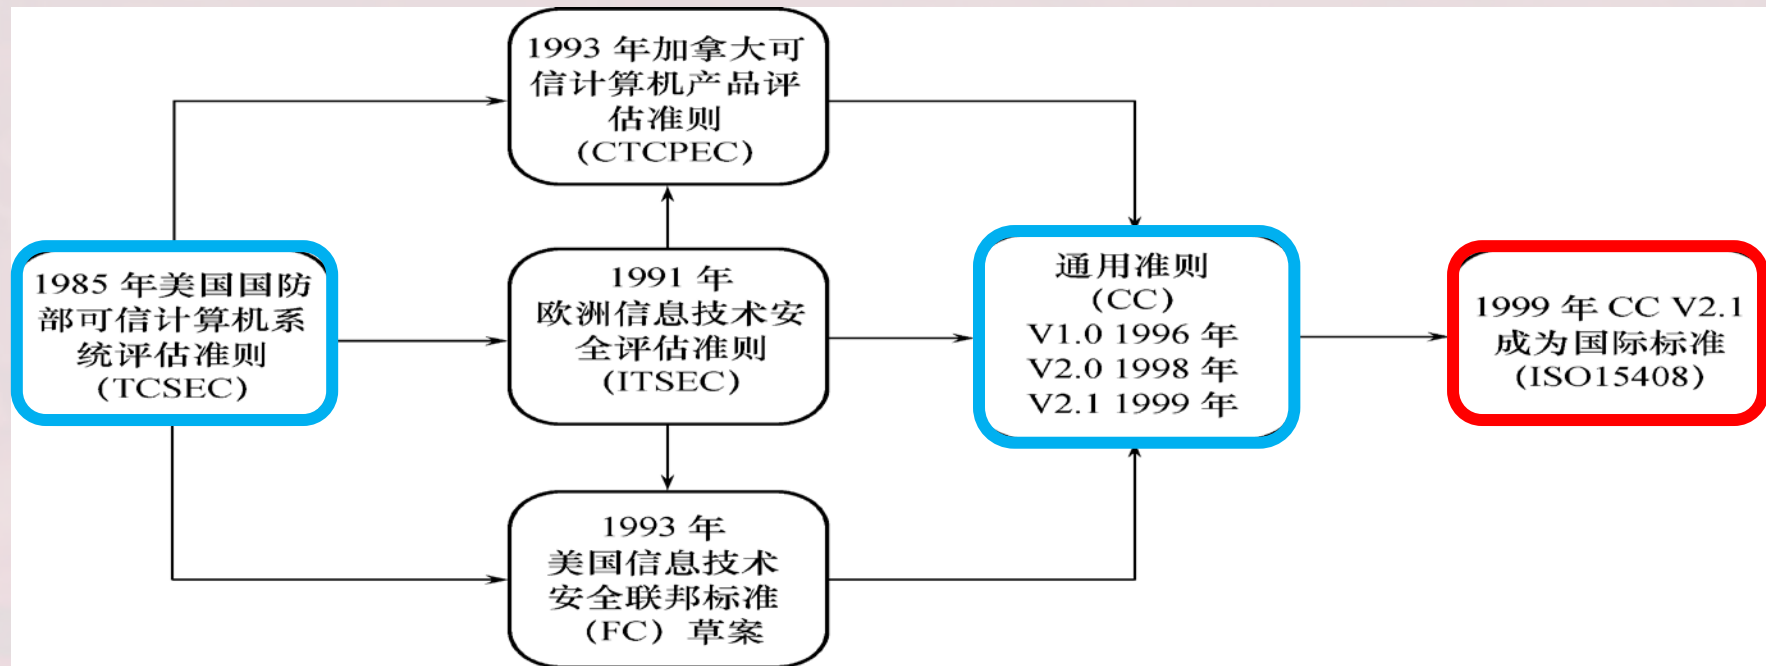 1993 年加拿大可
信计算机产品评
估准则
(CTCPEC)
1985 年美国国防
部可信计算机系
统评估准则
(TCSEC)
1991 年
欧洲信息技术安
全评估准则
(ITSEC)
1993 年
美国信息技术
安全联邦标准
(FC) 草案
通用准则
(CC)
V1.0 1996 年
V2.0 1998 年
V2.1 1999 年
1999 年 CC V2.1
成为国际标准
(ISO15408)